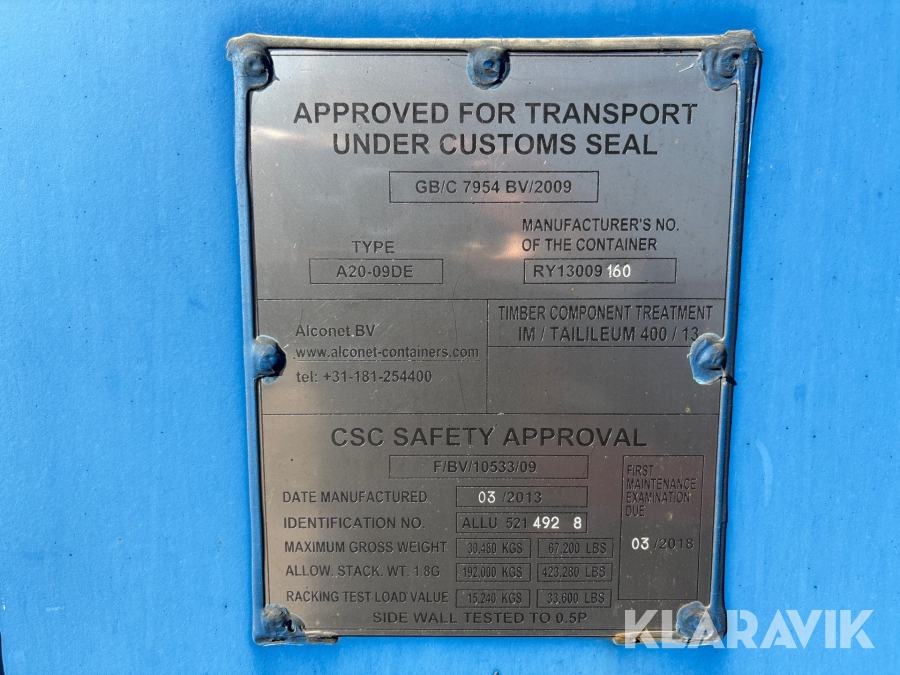 APPROVED FOR TRANSPORT
UNDER CUSTOMS SEAL
GB/C 7954 BV/2009
TYPE
A20-09DE
MANUFACTURER'S NO.
OF THE CONTAINER
RY13009 160
Alconet BV
www.alconet-containers.com
tel: +31-181-254400
TIMBER COMPONENT TREATMENT
IM / TAILILEUM 400 / 13
CSC SAFETY APPROVAL
F/BV/10533/09
DATE MANUFACTURED 03 /2013
IDENTIFICATION NO. ALLU 521 492 8
MAXIMUM GROSS WEIGHT 30,480 KGS 67,200 LBS
ALLOW. STACK. WT. 1.8G 192,000 KGS 423,280 LBS
RACKING TEST LOAD VALUE 15,240 KGS 33,600 LBS
SIDE WALL TESTED TO 0.5P
FIRST
MAINTENANCE
EXAMINATION
DUE
03 /2018
KLARAVIK